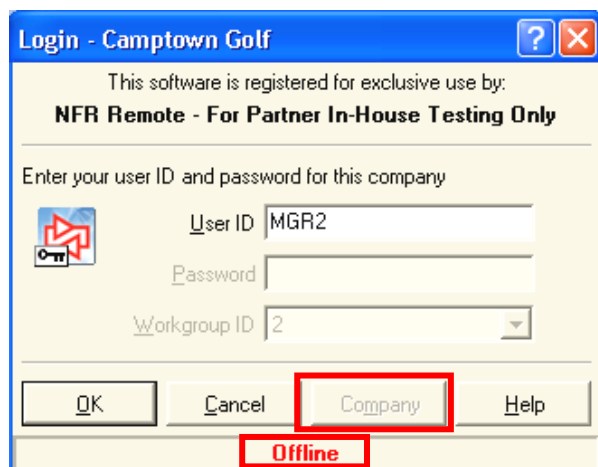 Login - Camptown Golf
This software is registered for exclusive use by:
NFR Remote - For Partner In-House Testing Only
Enter your user ID and password for this company
User ID MGR2
Password
Workgroup ID 2
OK Cancel Company Help
Offline